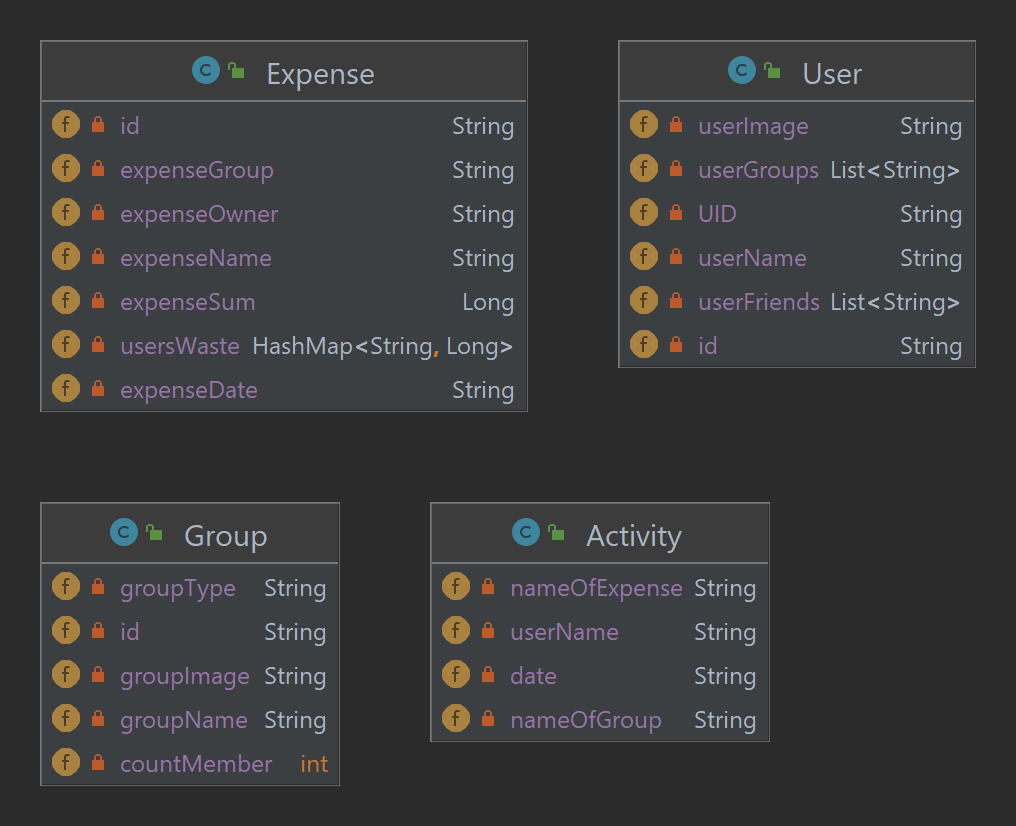 C Expense
f id String
f expenseGroup String
f expenseOwner String
f expenseName String
f expenseSum Long
f usersWaste HashMap<String, Long>
f expenseDate String
C User
f userImage String
f userGroups List<String>
f UID String
f userName String
f userFriends List<String>
f id String
C Group
f groupType String
f id String
f groupImage String
f groupName String
f countMember int
C Activity
f nameOfExpense String
f userName String
f date String
f nameOfGroup String